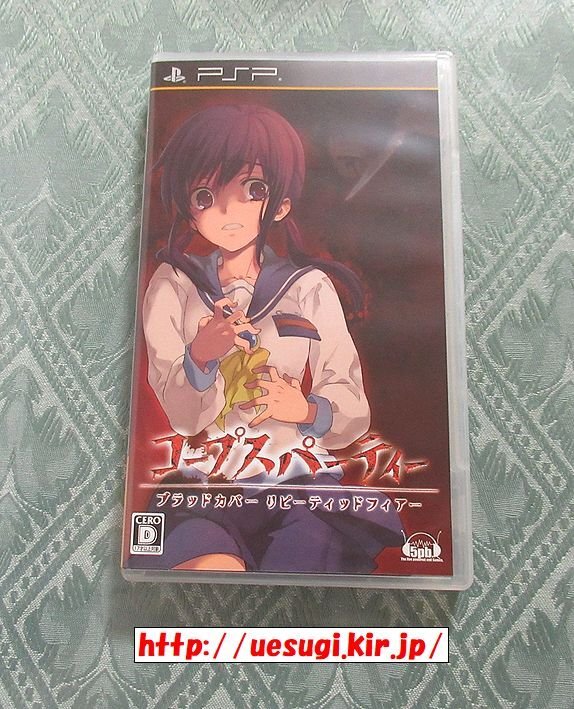 PSP
コープスパーティー
ブラッドカバー リピーティッドフィアー
CERO
D
5pb.
http://uesugi.kir.jp/